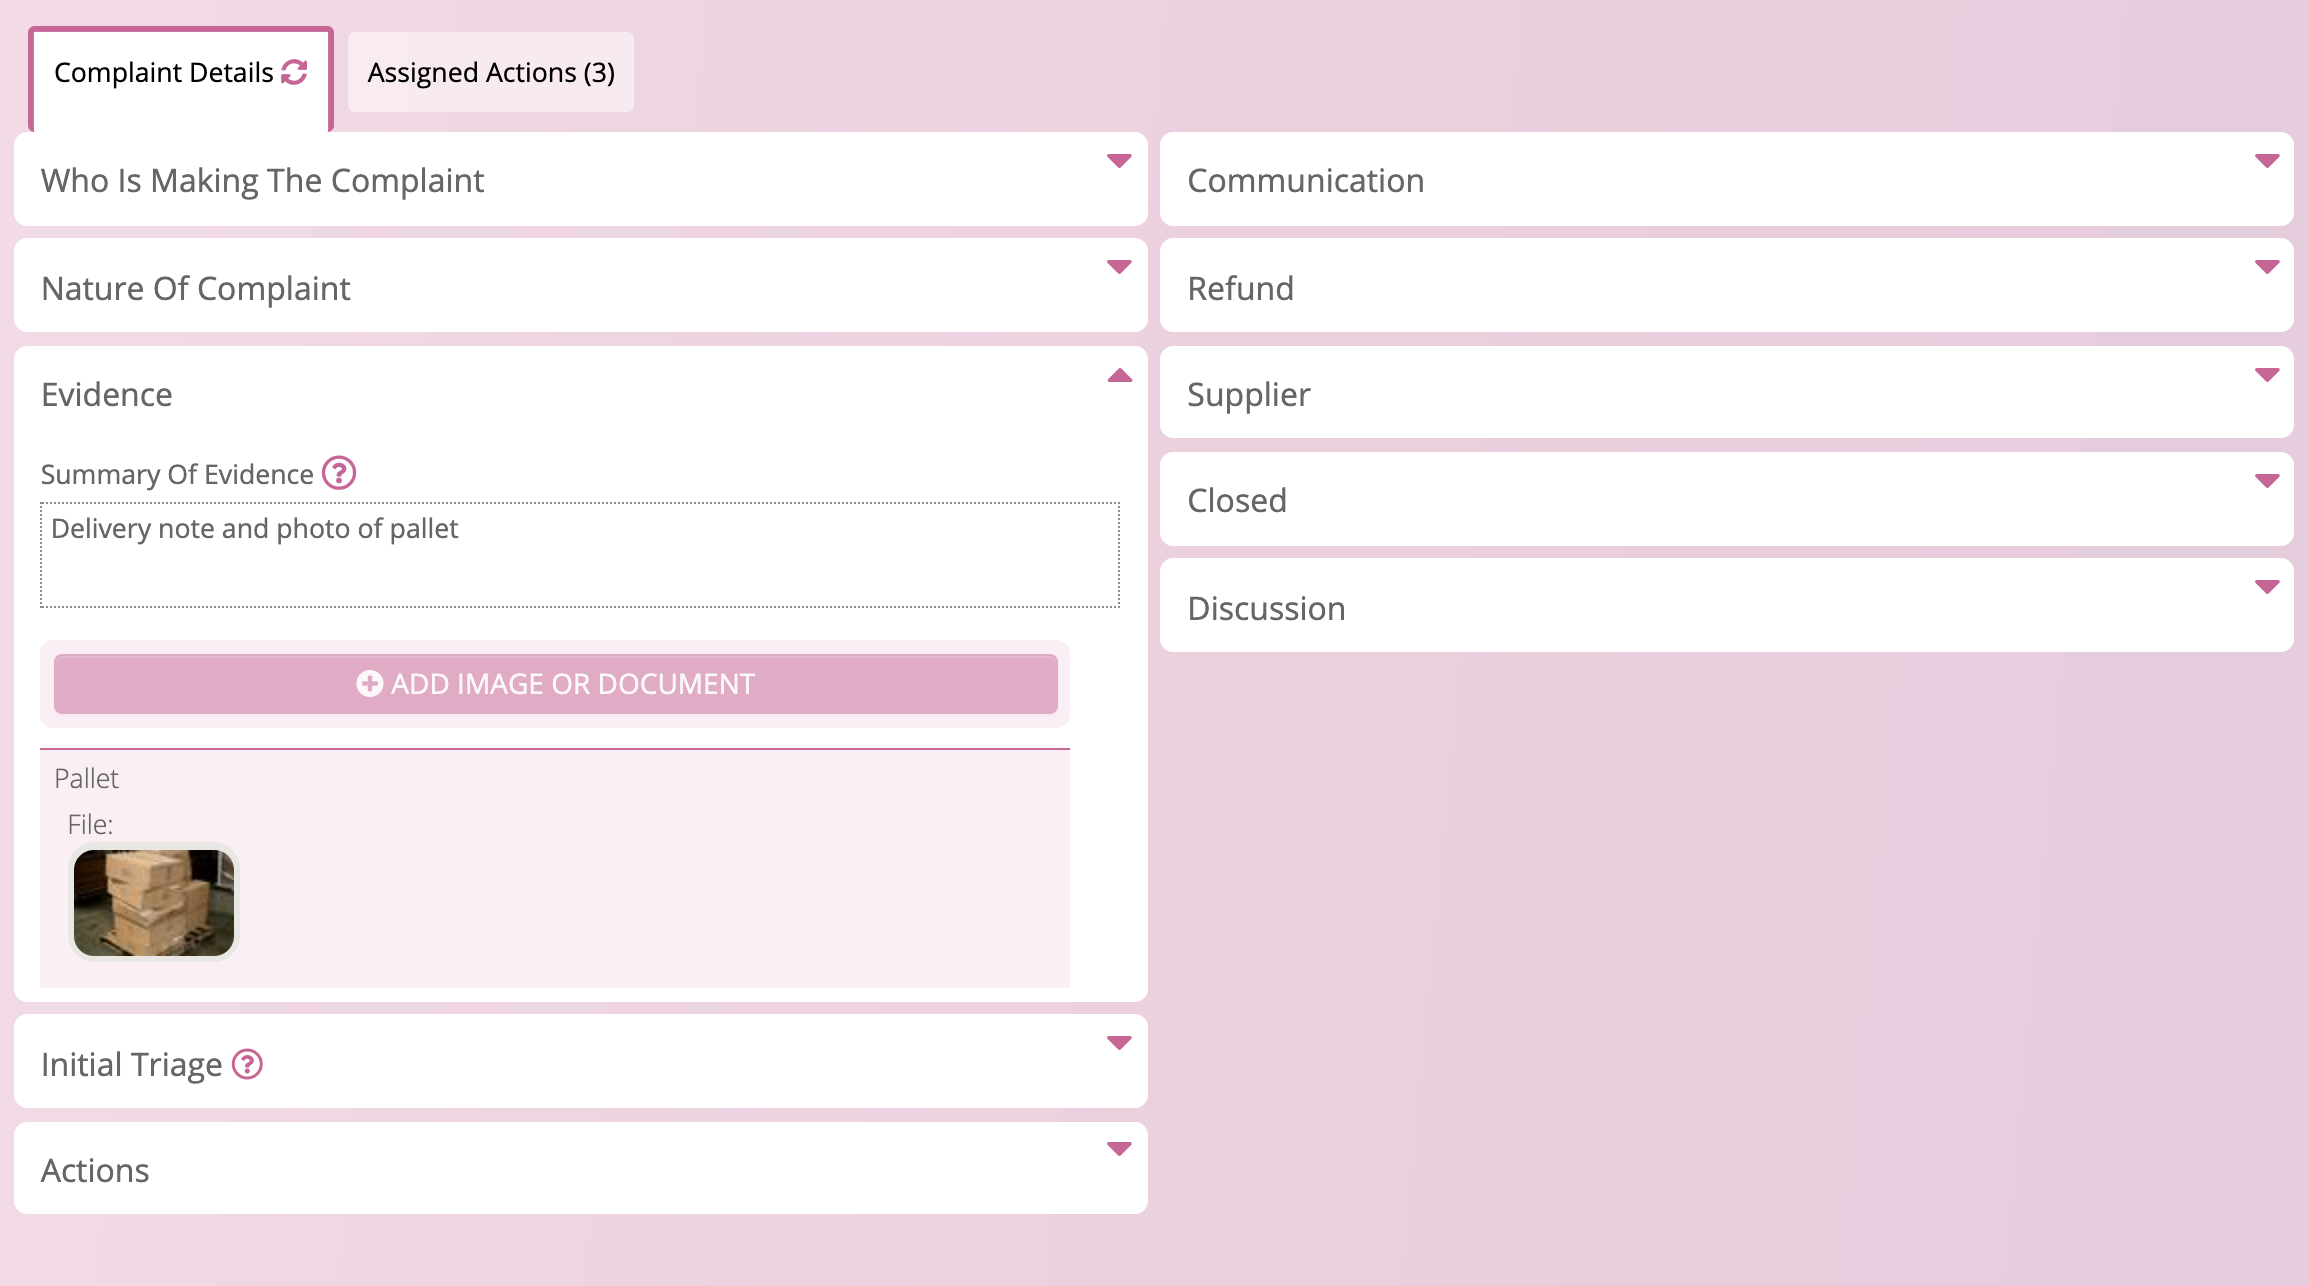 Complaint Details
Assigned Actions (3)
Who Is Making The Complaint
Nature Of Complaint
Evidence
Summary Of Evidence
Delivery note and photo of pallet
ADD IMAGE OR DOCUMENT
Pallet
File:
Initial Triage
Actions
Communication
Refund
Supplier
Closed
Discussion